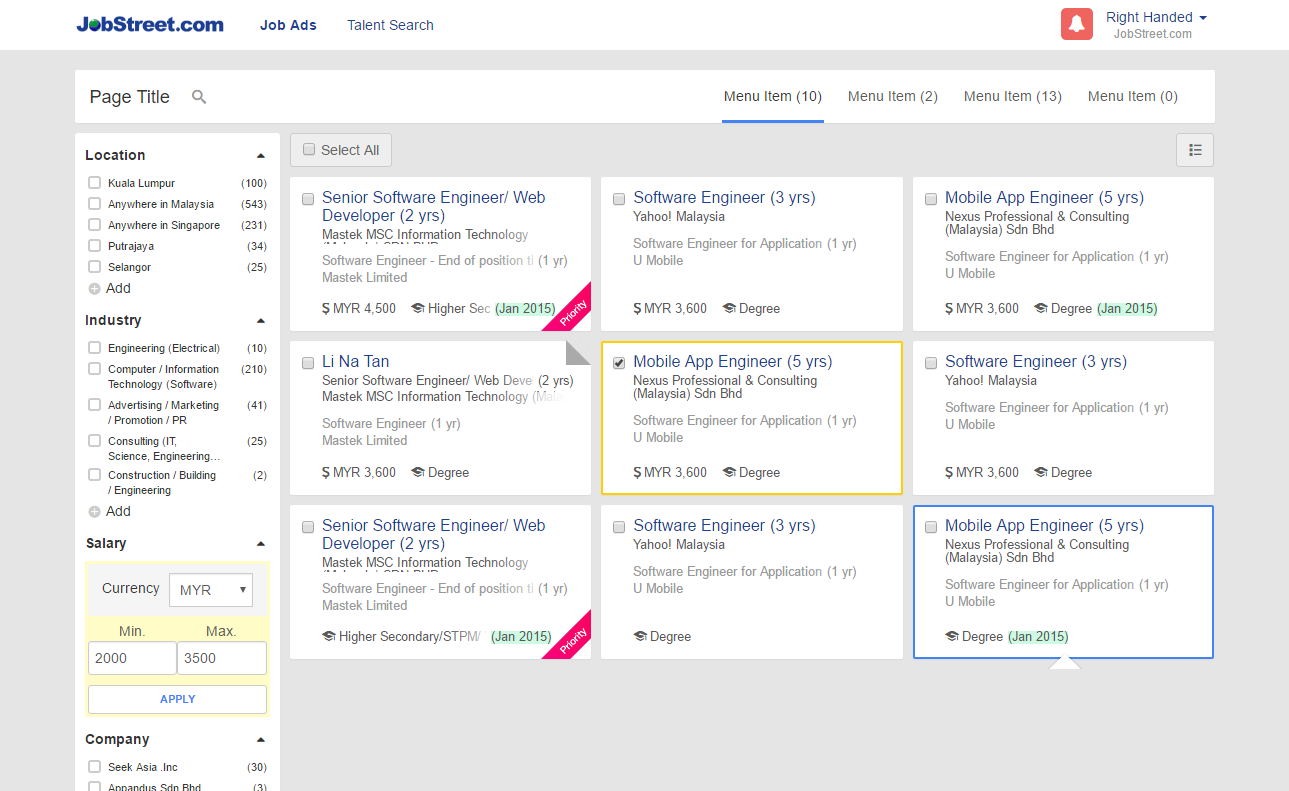 JobStreet.com
Job Ads
Talent Search
Right Handed
JobStreet.com
Page Title
Menu Item (10)
Menu Item (2)
Menu Item (13)
Menu Item (0)
Location
Kuala Lumpur (100)
Anywhere in Malaysia (543)
Anywhere in Singapore (231)
Putrajaya (34)
Selangor (25)
Add
Industry
Engineering (Electrical) (10)
Computer / Information (210)
Technology (Software)
Advertising / Marketing (41)
/ Promotion / PR
Consulting (IT, (25)
Science, Engineering...
Construction / Building (2)
/ Engineering
Add
Salary
Currency MYR
Min. Max.
2000 3500
APPLY
Company
Seek Asia .Inc (30)
Appandus Sdn Bhd (3)
Select All
Senior Software Engineer/ Web
Developer (2 yrs)
Mastek MSC Information Technology
Software Engineer - End of position ti (1 yr)
Mastek Limited
$ MYR 4,500 Higher Sec (Jan 2015)
Priority
Software Engineer (3 yrs)
Yahoo! Malaysia
Software Engineer for Application (1 yr)
U Mobile
$ MYR 3,600 Degree
Mobile App Engineer (5 yrs)
Nexus Professional & Consulting
(Malaysia) Sdn Bhd
Software Engineer for Application (1 yr)
U Mobile
$ MYR 3,600 Degree (Jan 2015)
Li Na Tan
Senior Software Engineer/ Web Deve (2 yrs)
Mastek MSC Information Technology (Mala
Software Engineer (1 yr)
Mastek Limited
$ MYR 3,600 Degree
Mobile App Engineer (5 yrs)
Nexus Professional & Consulting
(Malaysia) Sdn Bhd
Software Engineer for Application (1 yr)
U Mobile
$ MYR 3,600 Degree
Software Engineer (3 yrs)
Yahoo! Malaysia
Software Engineer for Application (1 yr)
U Mobile
$ MYR 3,600 Degree
Senior Software Engineer/ Web
Developer (2 yrs)
Mastek MSC Information Technology
Software Engineer - End of position ti (1 yr)
Mastek Limited
Higher Secondary/STPM/ (Jan 2015)
Priority
Software Engineer (3 yrs)
Yahoo! Malaysia
Software Engineer for Application (1 yr)
U Mobile
Degree
Mobile App Engineer (5 yrs)
Nexus Professional & Consulting
(Malaysia) Sdn Bhd
Software Engineer for Application (1 yr)
U Mobile
Degree (Jan 2015)